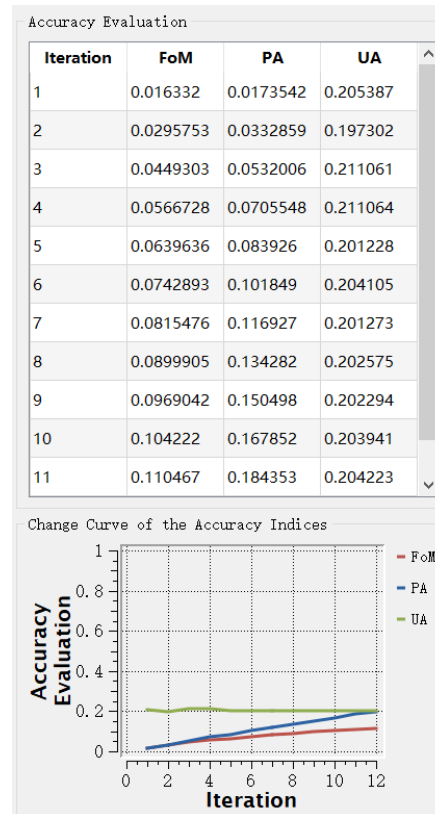 Accuracy Evaluation
Iteration FoM PA UA
1 0.016332 0.0173542 0.205387
2 0.0295753 0.0332859 0.197302
3 0.0449303 0.0532006 0.211061
4 0.0566728 0.0705548 0.211064
5 0.0639636 0.083926 0.201228
6 0.0742893 0.101849 0.204105
7 0.0815476 0.116927 0.201273
8 0.0899905 0.134282 0.202575
9 0.0969042 0.150498 0.202294
10 0.104222 0.167852 0.203941
11 0.110467 0.184353 0.204223
Change Curve of the Accuracy Indices
Accuracy
Evaluation
1
0.8
0.6
0.4
0.2
0
0 2 4 6 8 10 12
Iteration
FoM
PA
UA